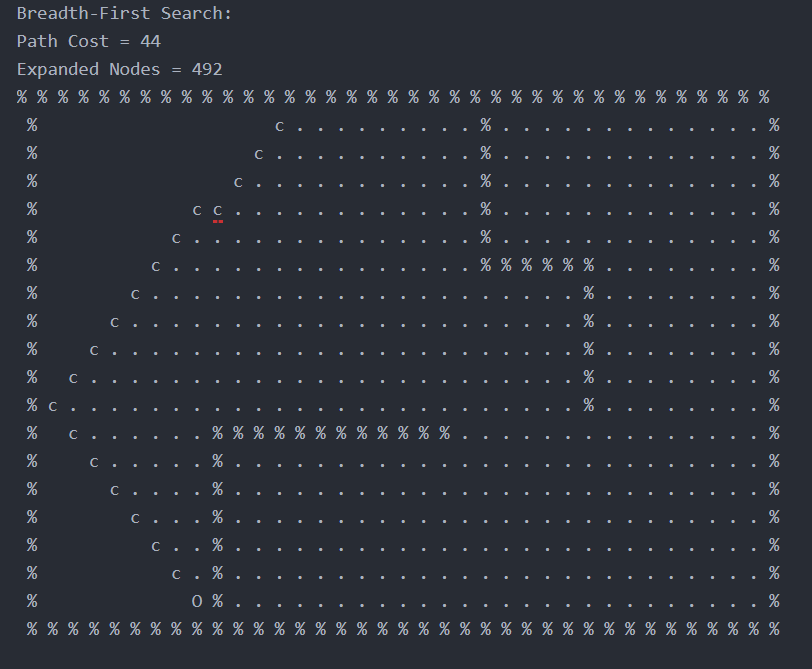 Breadth-First Search:
Path Cost = 44
Expanded Nodes = 492
% % % % % % % % % % % % % % % % % % % % % % % % % % % % % % % % % % % % %
% c . . . . . . . . . % . . . . . . . . . . . . . %
% c . . . . . . . . . . % . . . . . . . . . . . . . %
% c . . . . . . . . . . . % . . . . . . . . . . . . . %
% c c . . . . . . . . . . . . % . . . . . . . . . . . . . %
% c . . . . . . . . . . . . . . % . . . . . . . . . . . . . %
% c . . . . . . . . . . . . . . . % % % % % % . . . . . . . . %
% c . . . . . . . . . . . . . . . . . . . . . % . . . . . . . . %
% c . . . . . . . . . . . . . . . . . . . . . . % . . . . . . . . %
% c . . . . . . . . . . . . . . . . . . . . . . . % . . . . . . . . %
% c . . . . . . . . . . . . . . . . . . . . . . . . % . . . . . . . . %
% c . . . . . . . . . . . . . . . . . . . . . . . . . % . . . . . . . . %
% c . . . . . . % % % % % % % % % % % % . . . . . . . . . . . . . . . %
% c . . . . . % . . . . . . . . . . . . . . . . . . . . . . . . . . %
% c . . . . % . . . . . . . . . . . . . . . . . . . . . . . . . . %
% c . . . % . . . . . . . . . . . . . . . . . . . . . . . . . . %
% c . . % . . . . . . . . . . . . . . . . . . . . . . . . . . %
% c . % . . . . . . . . . . . . . . . . . . . . . . . . . . %
% O % . . . . . . . . . . . . . . . . . . . . . . . . . . %
% % % % % % % % % % % % % % % % % % % % % % % % % % % % % % % % % % % % %